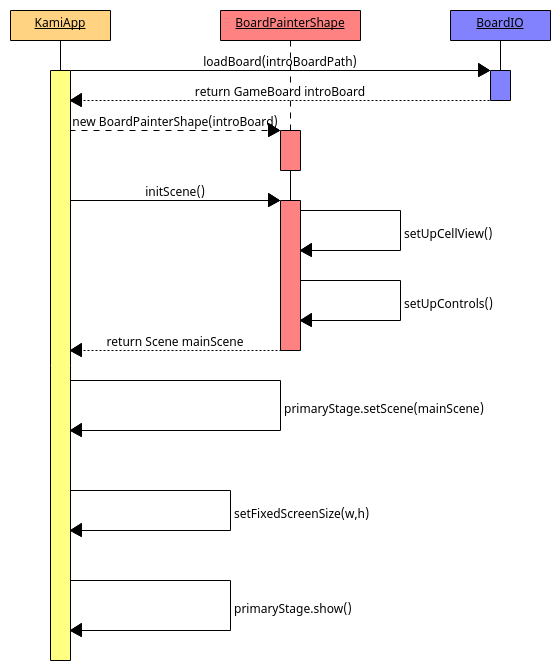 KamiApp
BoardPainterShape
BoardIO
loadBoard(introBoardPath)
return GameBoard introBoard
new BoardPainterShape(introBoard)
initScene()
setUpCellView()
setUpControls()
return Scene mainScene
primaryStage.setScene(mainScene)
setFixedScreenSize(w,h)
primaryStage.show()